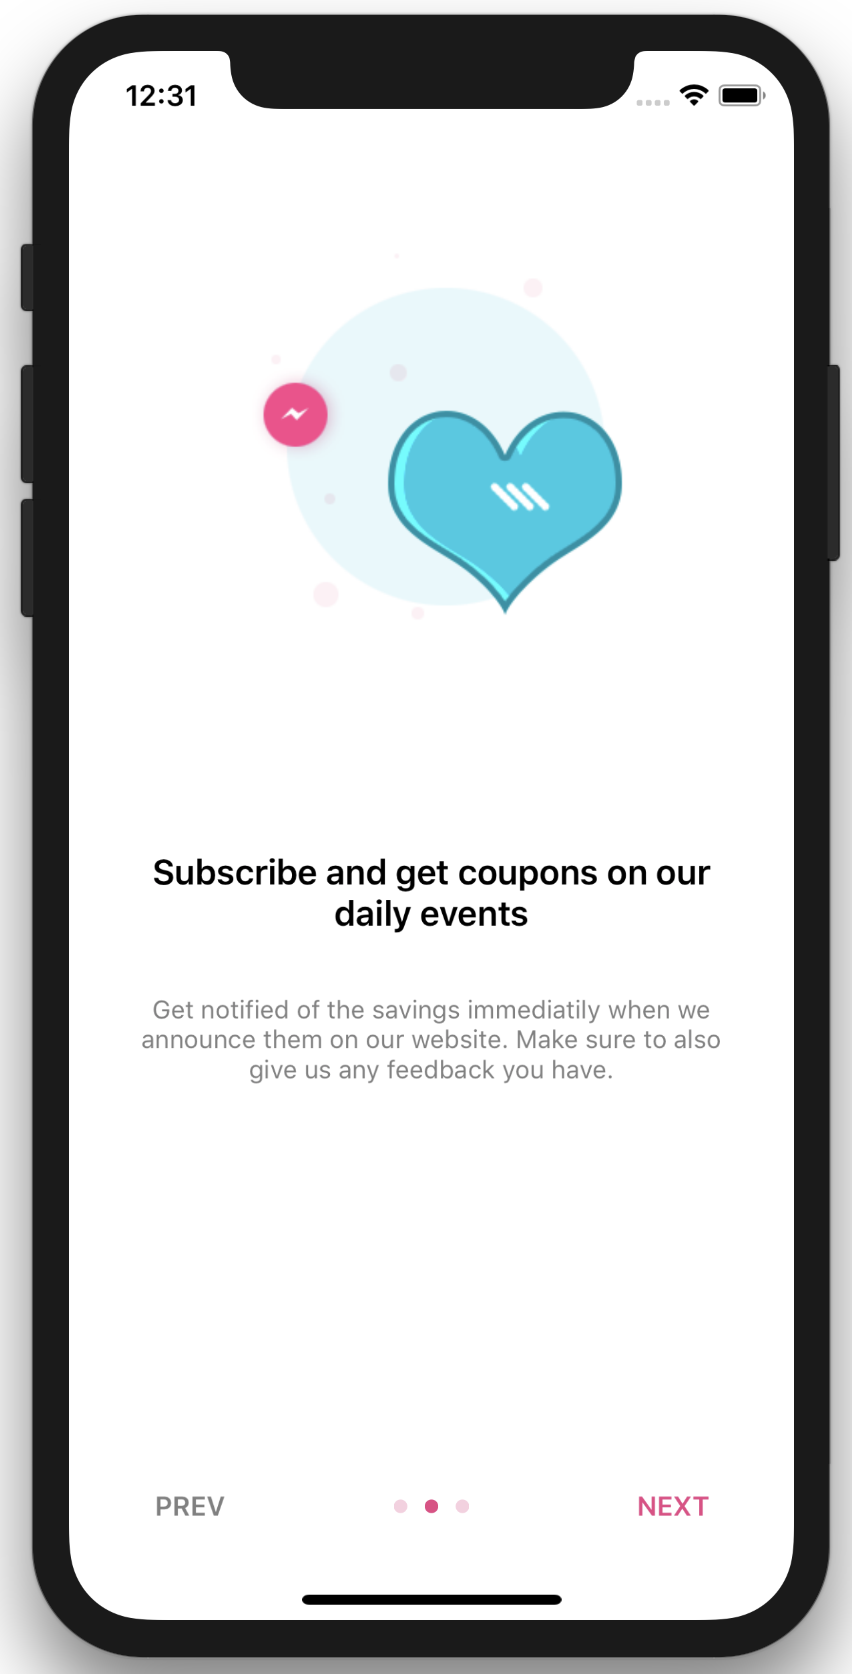 12:31
Subscribe and get coupons on our
daily events
Get notified of the savings immediatily when we
announce them on our website. Make sure to also
give us any feedback you have.
PREV NEXT